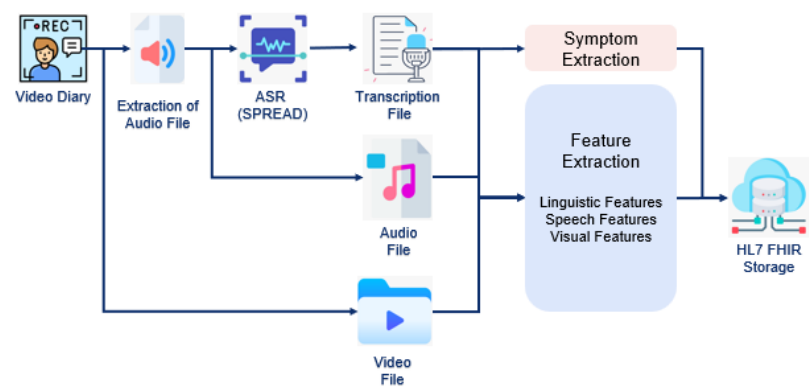 REC
Video Diary
Extraction of
Audio File
ASR
(SPREAD)
Transcription
File
Audio
File
Video
File
Symptom
Extraction
Feature
Extraction
Linguistic Features
Speech Features
Visual Features
HL7 FHIR
Storage